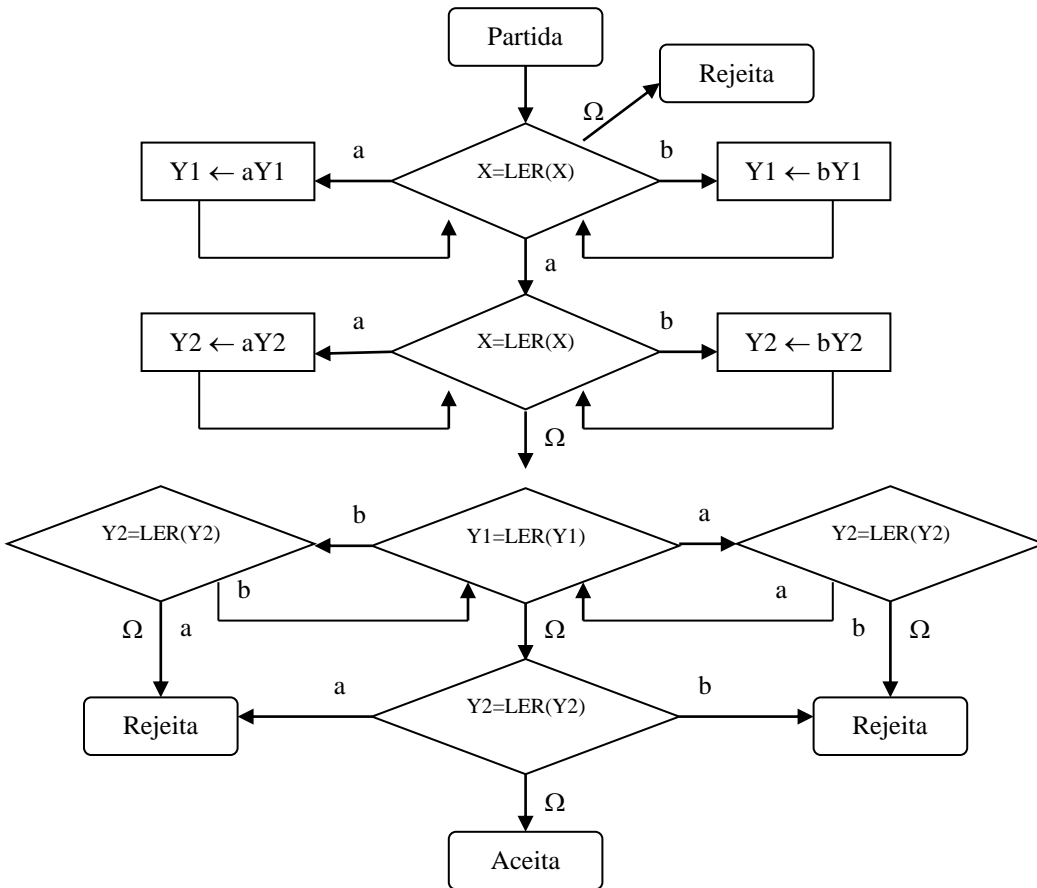 Partida
Rejeita
Ω
a
X=LER(X)
b
Y1 ← aY1
Y1 ← bY1
a
a
X=LER(X)
b
Y2 ← aY2
Y2 ← bY2
Ω
Y2=LER(Y2)
b
Y1=LER(Y1)
a
Y2=LER(Y2)
b
a
Ω
a
Ω
b
Ω
a
Y2=LER(Y2)
b
Rejeita
Rejeita
Ω
Aceita